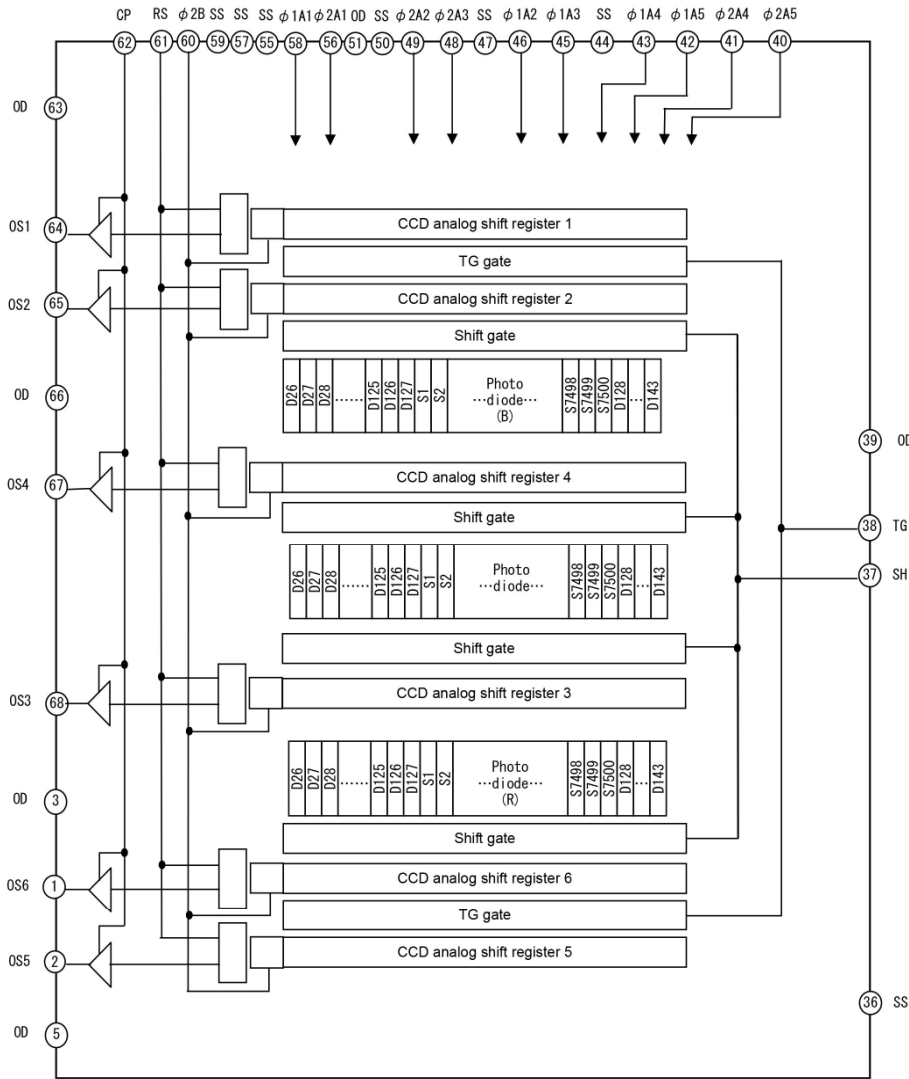 CP RS φ2B SS SS SS φ1A1 φ2A1 OD SS φ2A2 φ2A3 SS φ1A2 φ1A3 SS φ1A4 φ1A5 φ2A4 φ2A5
62 61 60 59 57 55 58 56 51 50 49 48 47 46 45 44 43 42 41 40
OD 63
OS1 64
CCD analog shift register 1
TG gate
OS2 65
CCD analog shift register 2
Shift gate
D26 D27 D28 ...... D125 D126 D127 S1 S2 Photo
…diode…
(B)
S7498 S7499 S7500 D128 … D143
OD 66
39 OD
OS4 67
CCD analog shift register 4
Shift gate
38 TG
D26 D27 D28 ...... D125 D126 D127 S1 S2 Photo
…diode…
S7498 S7499 S7500 D128 … D143
37 SH
Shift gate
OS3 68
CCD analog shift register 3
D26 D27 D28 ...... D125 D126 D127 S1 S2 Photo
…diode…
(R)
S7498 S7499 S7500 D128 … D143
OD 3
Shift gate
OS6 1
CCD analog shift register 6
TG gate
OS5 2
CCD analog shift register 5
36 SS
OD 5